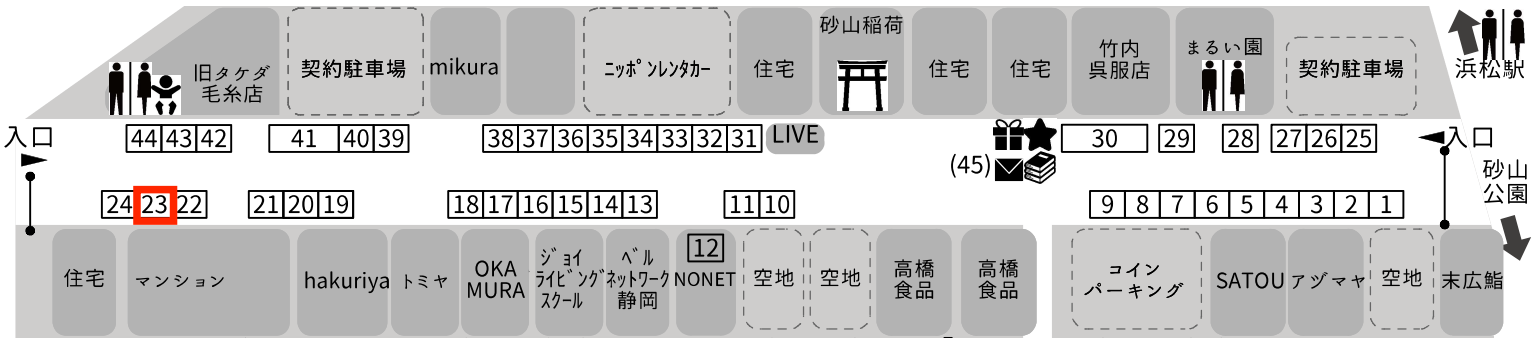 旧タケダ
毛糸店
契約駐車場
mikura
ニッポンレンタカー
住宅
砂山稲荷
住宅
住宅
竹内
呉服店
まるい園
契約駐車場
浜松駅
入口
44 43 42
41 40 39
38 37 36 35 34 33 32 31
LIVE
(45)
30
29
28
27 26 25
入口
砂山
公園
24 23 22
21 20 19
18 17 16 15 14 13
11 10
9 8 7 6 5 4 3 2 1
住宅
マンション
hakuriya
トミヤ
OKA
MURA
ジョイ
ライビング
スクール
ベル
ネットワーク
静岡
12
NONET
空地
空地
高橋
食品
高橋
食品
コイン
パーキング
SATOU
アヅマヤ
空地
末広鮨